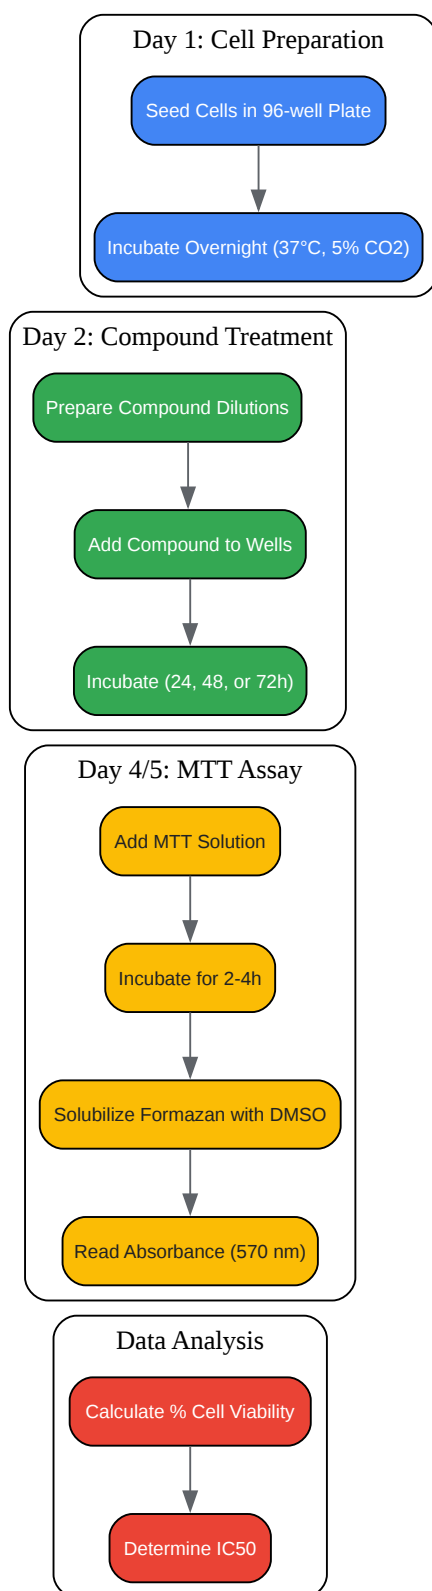 Day 1: Cell Preparation
Seed Cells in 96-well Plate
Incubate Overnight (37°C, 5% CO2)
Day 2: Compound Treatment
Prepare Compound Dilutions
Add Compound to Wells
Incubate (24, 48, or 72h)
Day 4/5: MTT Assay
Add MTT Solution
Incubate for 2-4h
Solubilize Formazan with DMSO
Read Absorbance (570 nm)
Data Analysis
Calculate % Cell Viability
Determine IC50